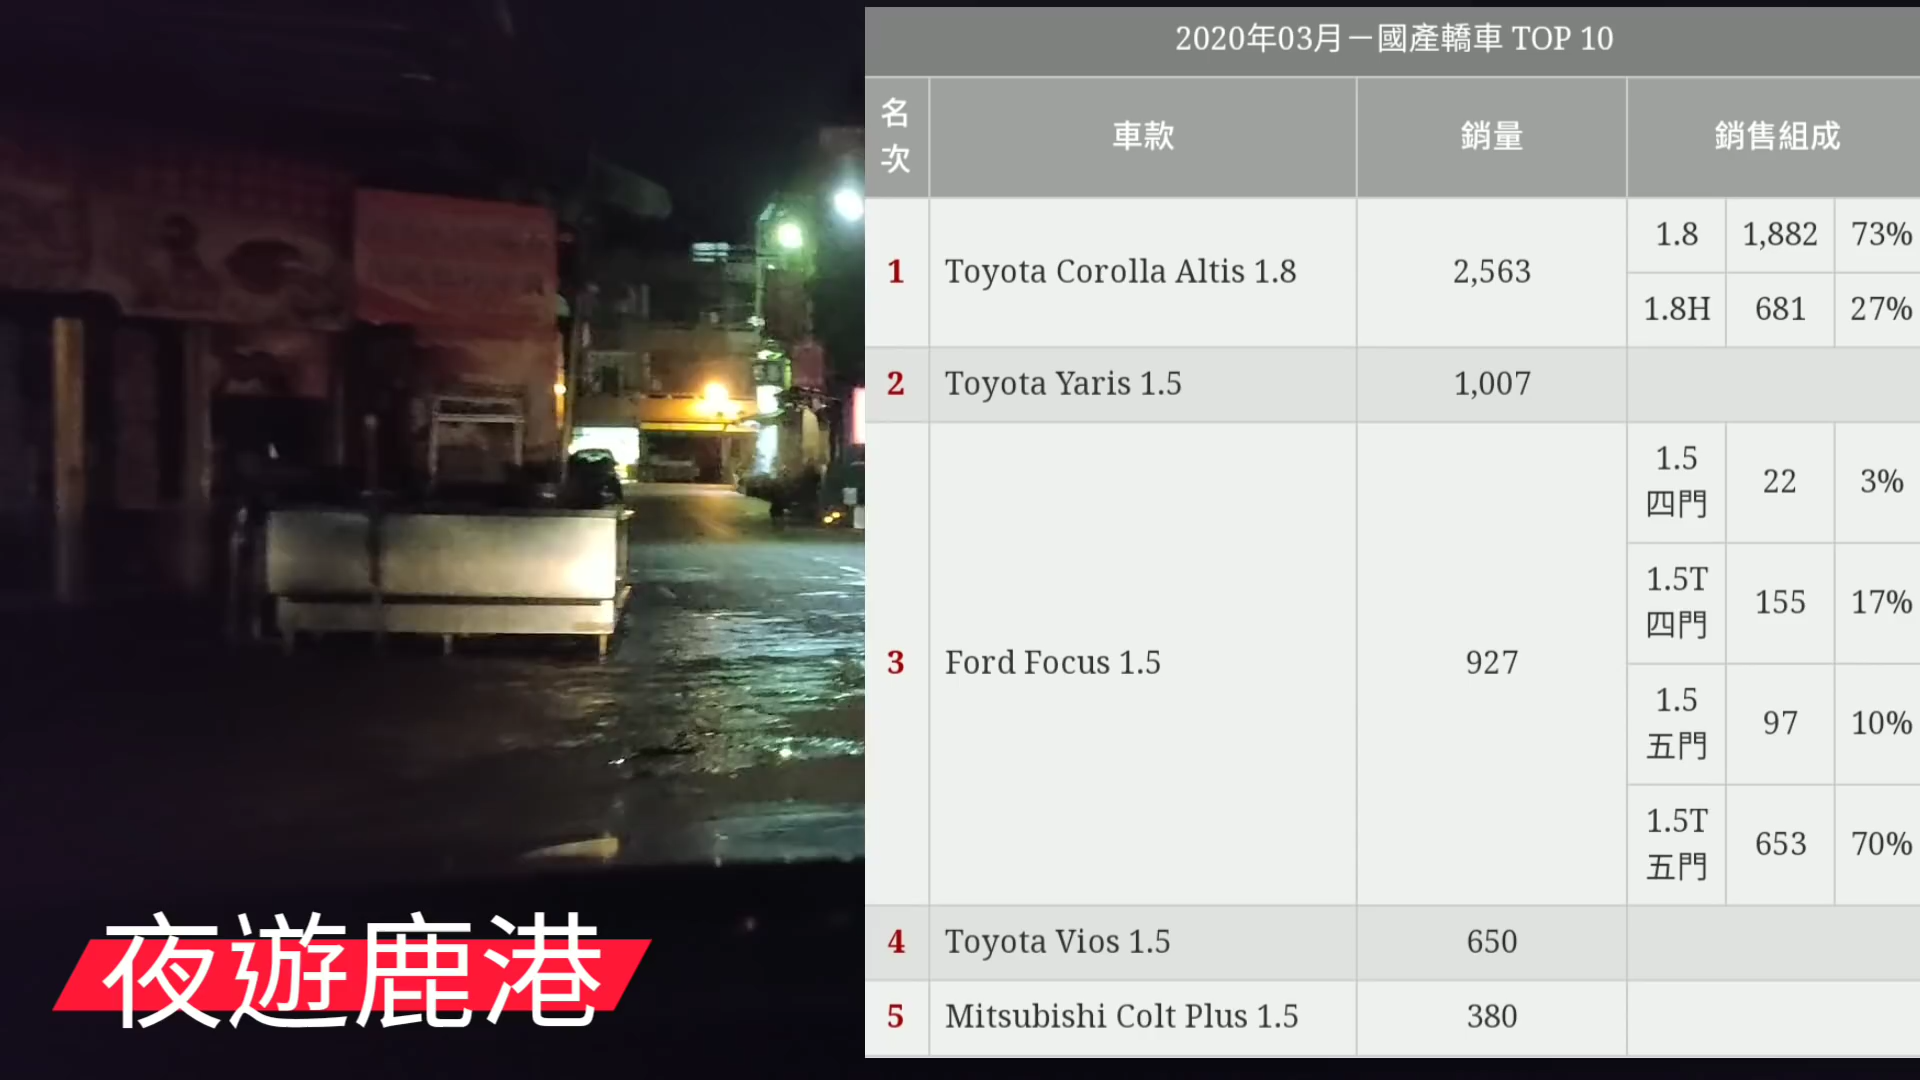 2020年03月－國產轎車 TOP 10
名次 車款 銷量 銷售組成
1 Toyota Corolla Altis 1.8 2,563
1.8 1,882 73%
1.8H 681 27%
2 Toyota Yaris 1.5 1,007
3 Ford Focus 1.5 927
1.5 四門 22 3%
1.5T 四門 155 17%
1.5 五門 97 10%
1.5T 五門 653 70%
4 Toyota Vios 1.5 650
5 Mitsubishi Colt Plus 1.5 380
夜遊鹿港